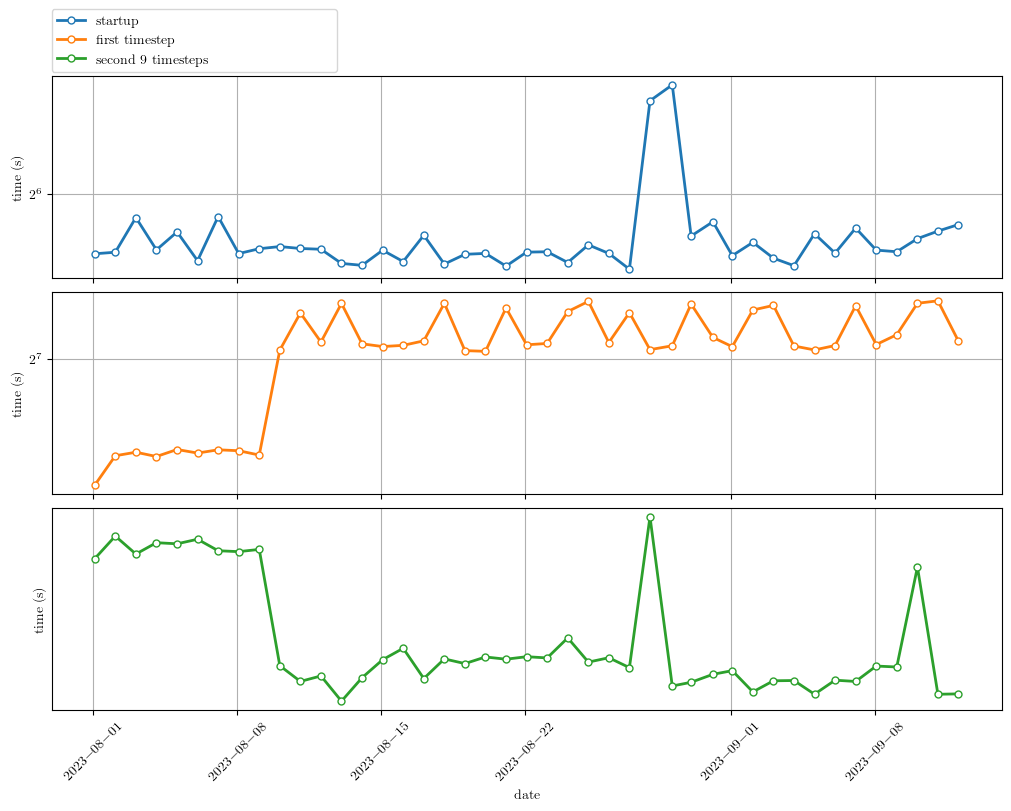 startup
first timestep
second 9 timesteps
time (s)
2^6
time (s)
2^7
time (s)
2023−08−01
2023−08−08
2023−08−15
2023−08−22
2023−09−01
2023−09−08
date